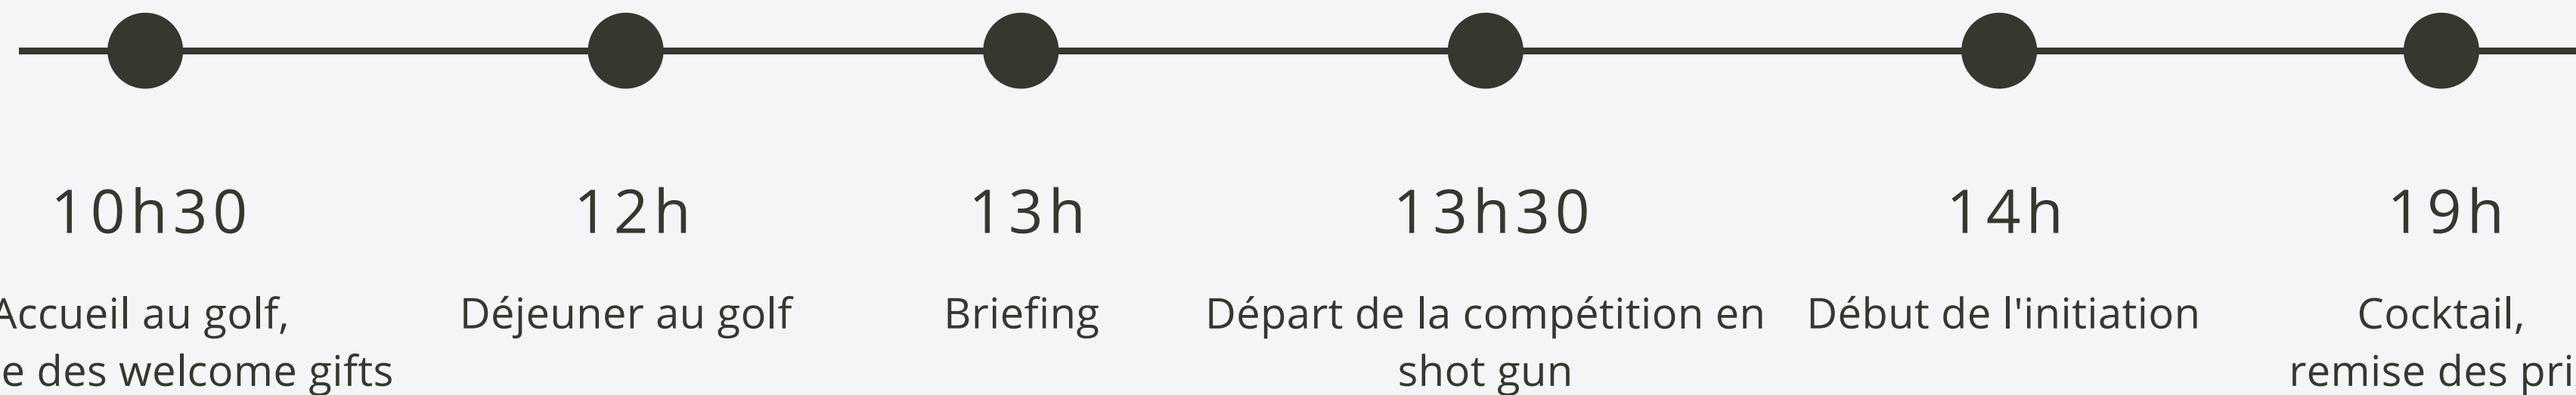 10h30
Accueil au golf,
des welcome gifts
12h
Déjeuner au golf
13h
Briefing
13h30
Départ de la compétition en
shot gun
14h
Début de l'initiation
19h
Cocktail,
remise des